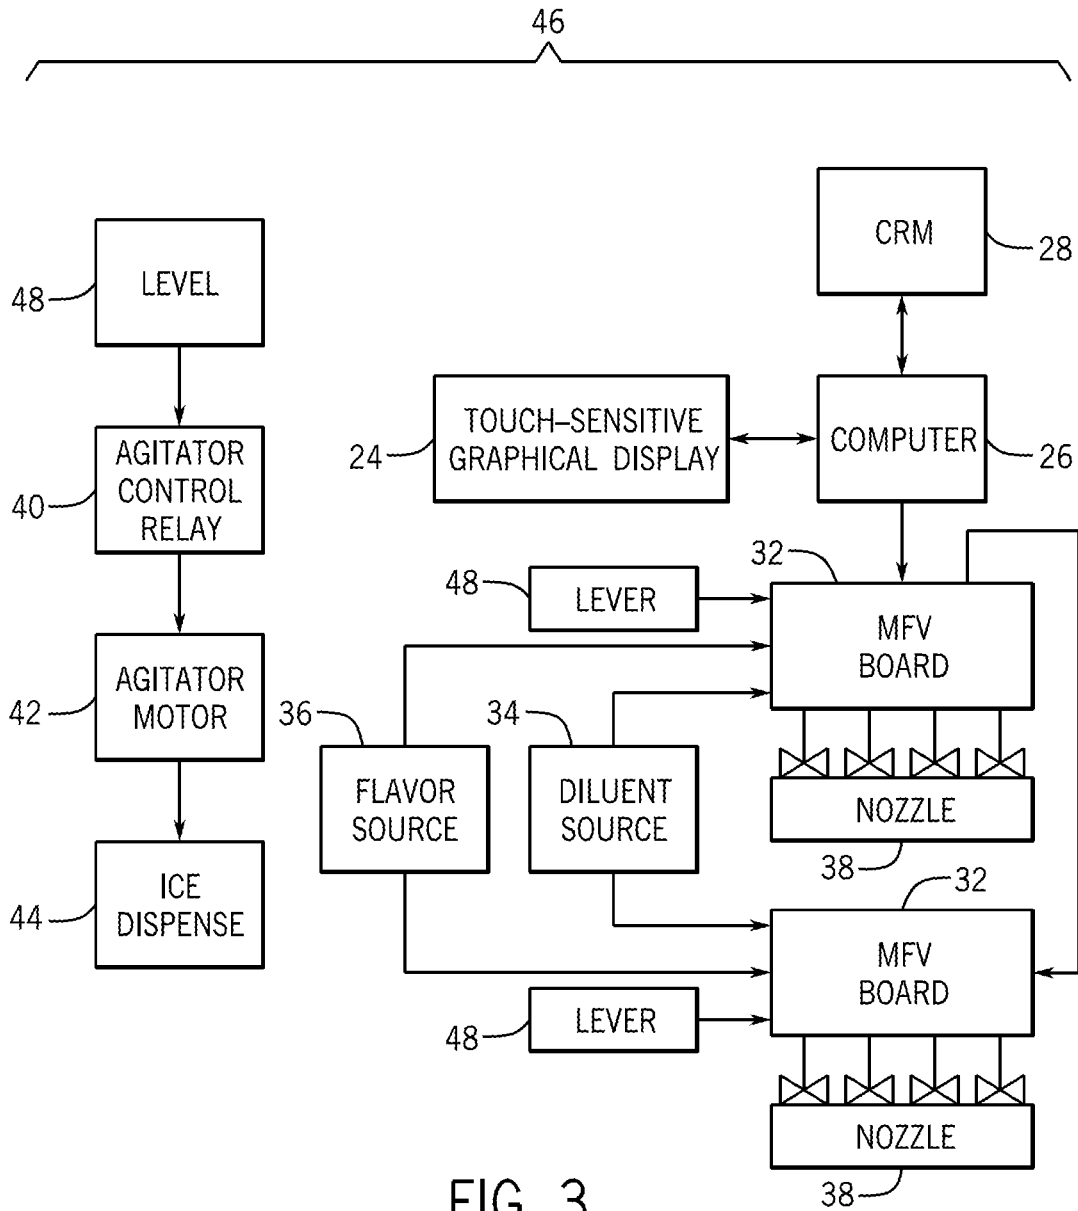 46
CRM
28
LEVEL
48
TOUCH–SENSITIVE
GRAPHICAL DISPLAY
24
COMPUTER
26
AGITATOR
CONTROL
RELAY
40
32
48
LEVER
MFV
BOARD
AGITATOR
MOTOR
42
36
34
FLAVOR
SOURCE
DILUENT
SOURCE
NOZZLE
38
32
ICE
DISPENSE
44
MFV
BOARD
LEVER
48
NOZZLE
38
FIG. 3